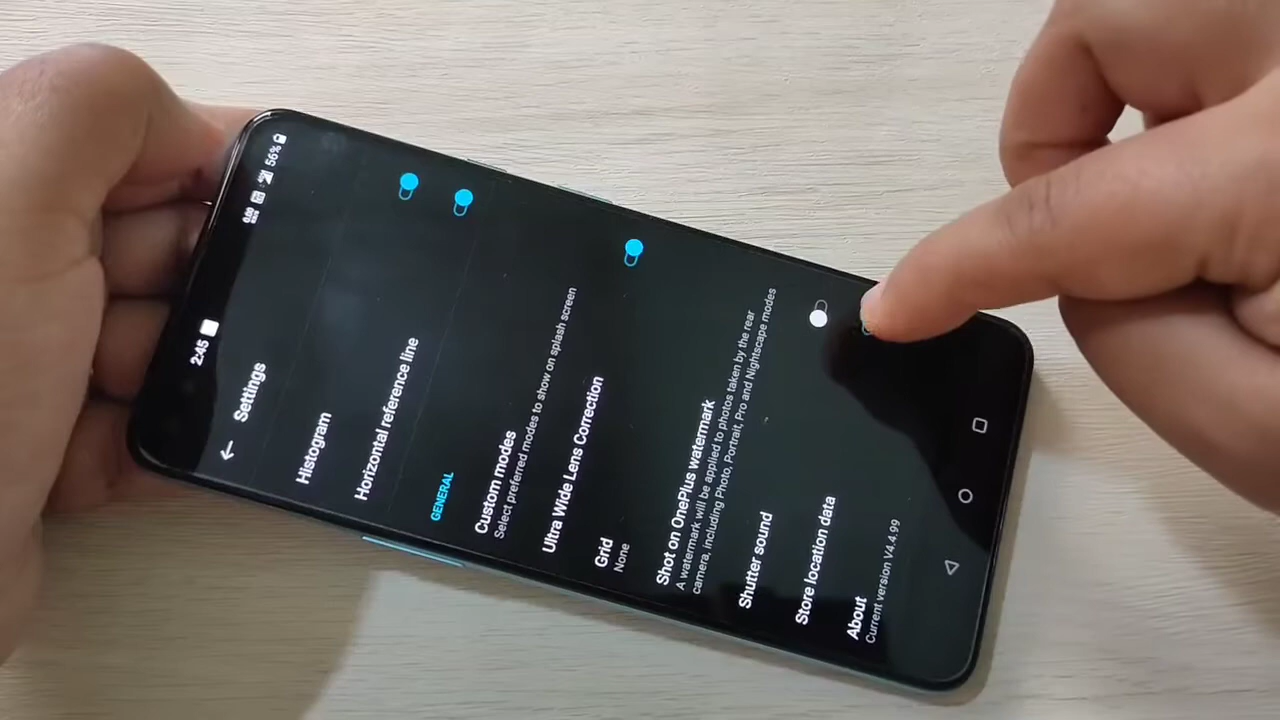 2:45
56%
Settings
Histogram
Horizontal reference line
GENERAL
Custom modes
Select preferred modes to show on splash screen
Ultra Wide Lens Correction
Grid
None
Shot on OnePlus watermark
A watermark will be applied to photos taken by the rear
camera, including Photo, Portrait, Pro and Nightscape modes
Shutter sound
Store location data
About
Current version V4.4.99